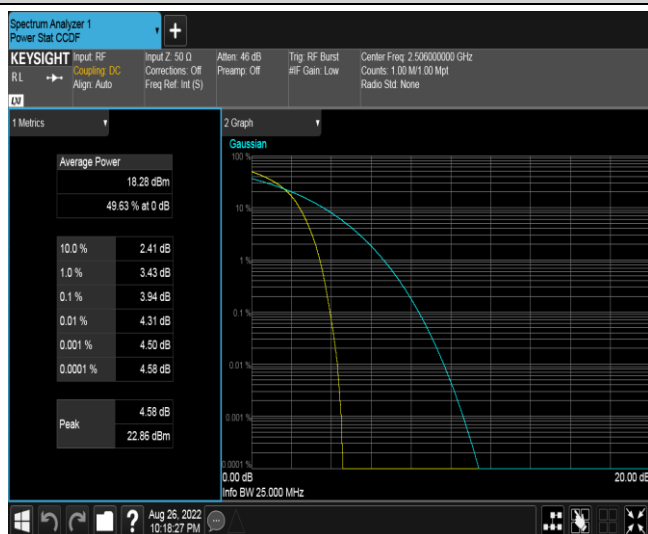 Spectrum Analyzer 1
Power Stat CCDF
+
KEYSIGHT
RL
LXI
Input: RF
Coupling: DC
Align: Auto
Input Z: 50 Ω
Corrections: Off
Freq Ref: Int (S)
Atten: 46 dB
Preamp: Off
Trig: RF Burst
#IF Gain: Low
Center Freq: 2.506000000 GHz
Counts: 1.00 M/1.00 Mpt
Radio Std: None
1 Metrics
Average Power
18.28 dBm
49.63 % at 0 dB
10.0 % 2.41 dB
1.0 % 3.43 dB
0.1 % 3.94 dB
0.01 % 4.31 dB
0.001 % 4.50 dB
0.0001 % 4.58 dB
Peak
4.58 dB
22.86 dBm
2 Graph
Gaussian
100 %
10 %
1 %
0.1 %
0.01 %
0.001 %
0.0001 %
0.00 dB 20.00 dB
Info BW 25.000 MHz
?
Aug 26, 2022
10:18:27 PM